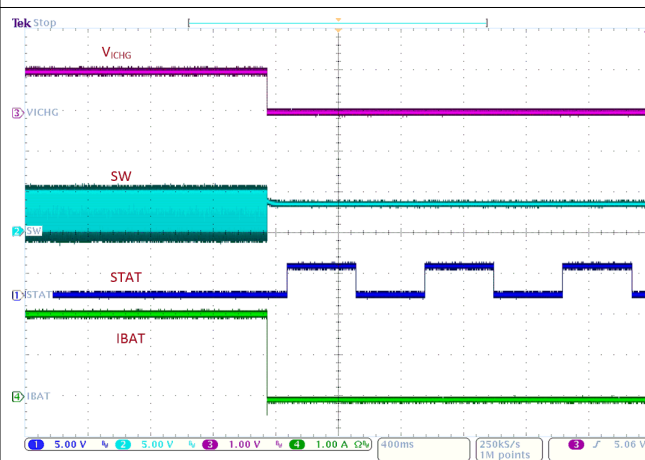 Tek Stop
VICHG
3 VICHG
SW
2 SW
STAT
1 STAT
IBAT
4 IBAT
1 5.00 V 2 5.00 V 3 1.00 V 4 1.00 A Ω 400ms 250kS/s 3 5.06 V
1M points